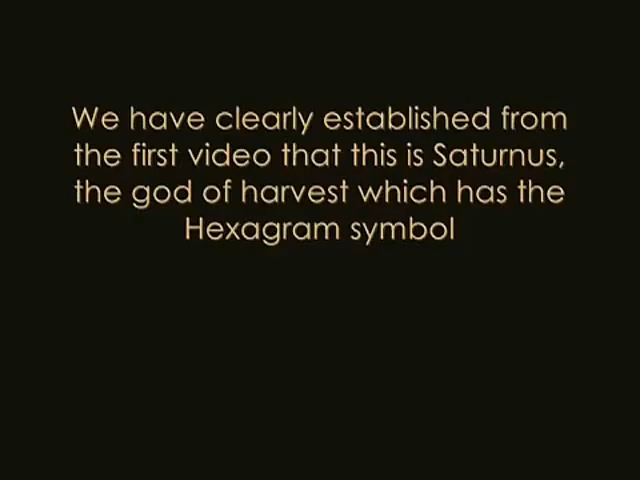 We have clearly established from
the first video that this is Saturnus,
the god of harvest which has the
Hexagram symbol